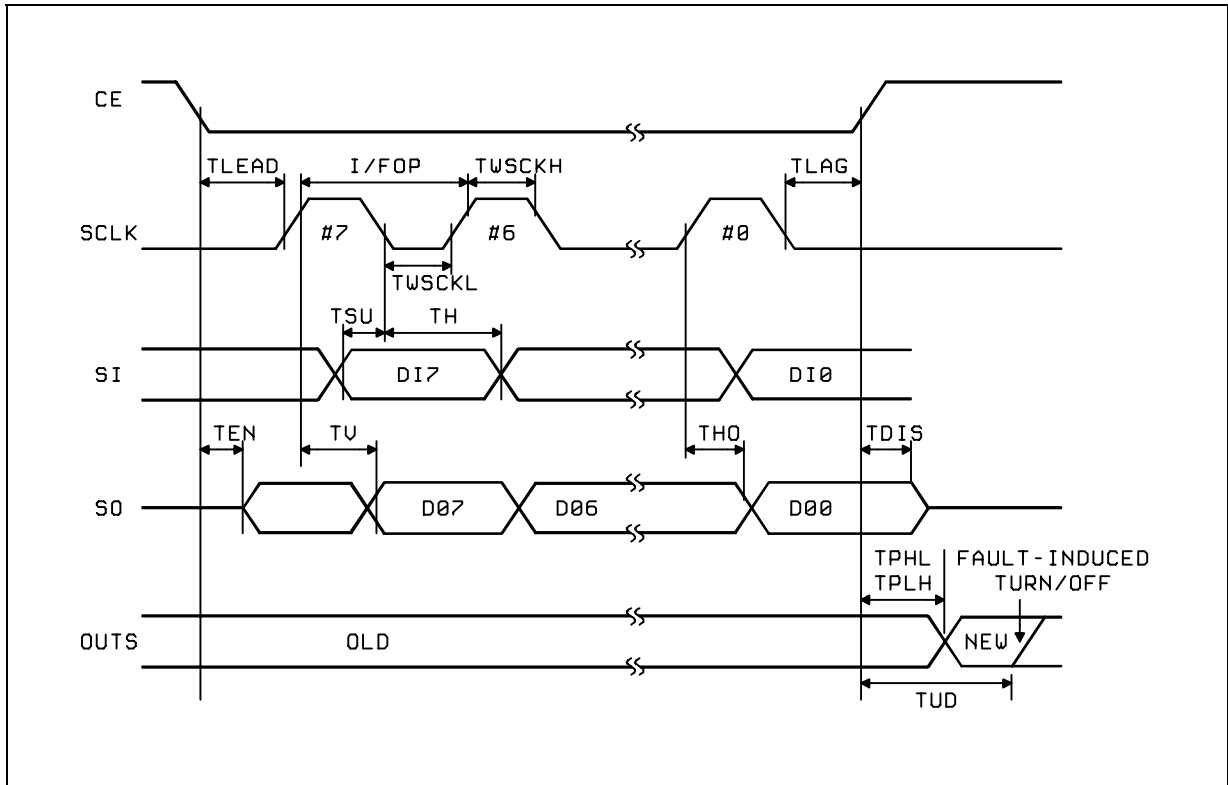 CE
TLEAD I/FOP TWSCKH TLAG
SCLK #7 #6 #0
TWSCKL
TSU TH
SI DI7 DI0
TEN TV THO TDIS
SO DO7 DO6 DO0
TPHL FAULT-INDUCED
TPLH TURN/OFF
OUTS OLD NEW
TUD